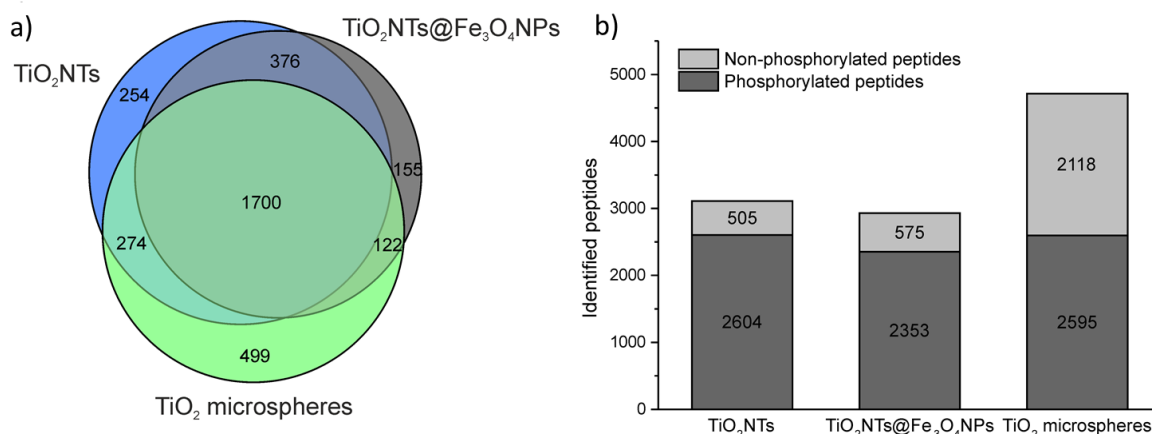 a)
TiO₂NTs
TiO₂NTs@Fe₃O₄NPs
376
254
155
1700
274
122
499
TiO₂ microspheres
b)
Non-phosphorylated peptides
Phosphorylated peptides
Identified peptides
5000
4000
3000
2000
1000
0
505
2604
575
2353
2118
2595
TiO₂NTs
TiO₂NTs@Fe₃O₄NPs
TiO₂ microspheres